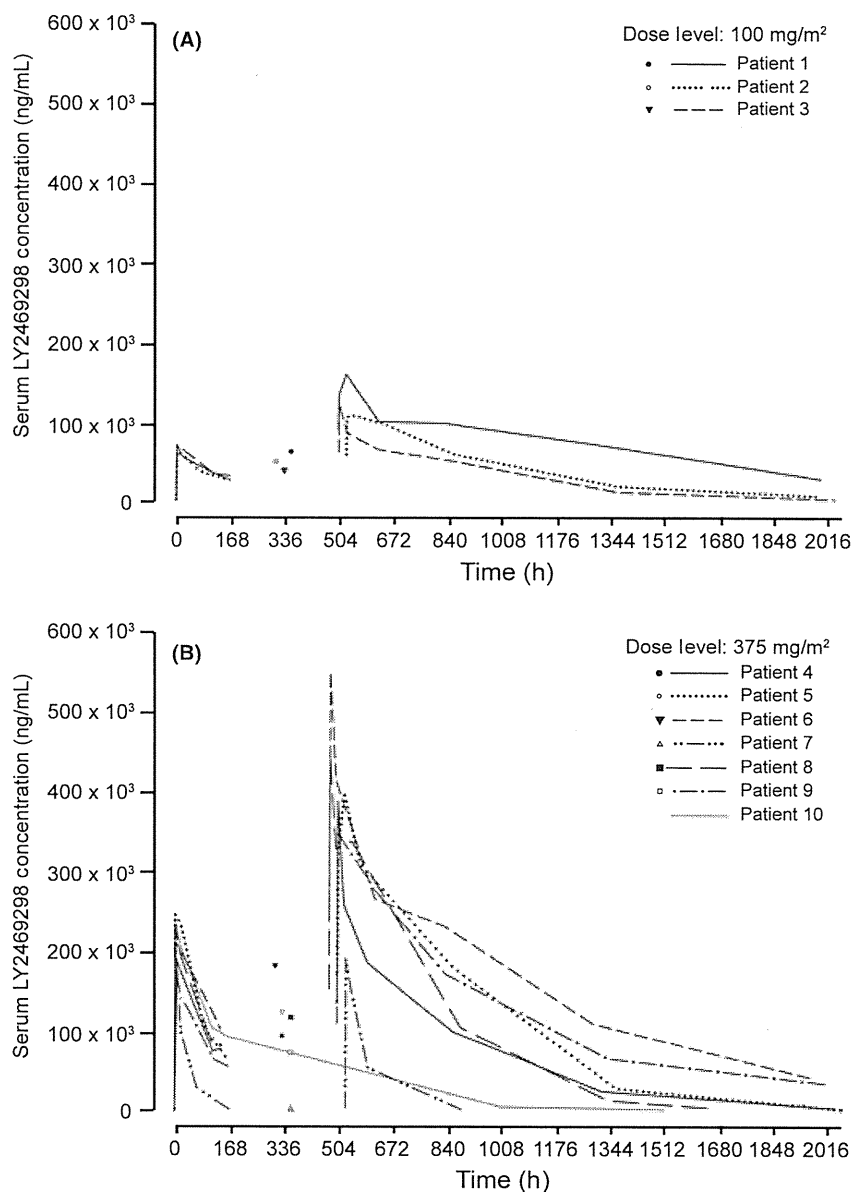 (A)
Dose level: 100 mg/m²
Patient 1
Patient 2
Patient 3
Serum LY2469298 concentration (ng/mL)
600 x 10³
500 x 10³
400 x 10³
300 x 10³
200 x 10³
100 x 10³
0
0 168 336 504 672 840 1008 1176 1344 1512 1680 1848 2016
Time (h)
(B)
Dose level: 375 mg/m²
Patient 4
Patient 5
Patient 6
Patient 7
Patient 8
Patient 9
Patient 10
Serum LY2469298 concentration (ng/mL)
600 x 10³
500 x 10³
400 x 10³
300 x 10³
200 x 10³
100 x 10³
0
0 168 336 504 672 840 1008 1176 1344 1512 1680 1848 2016
Time (h)